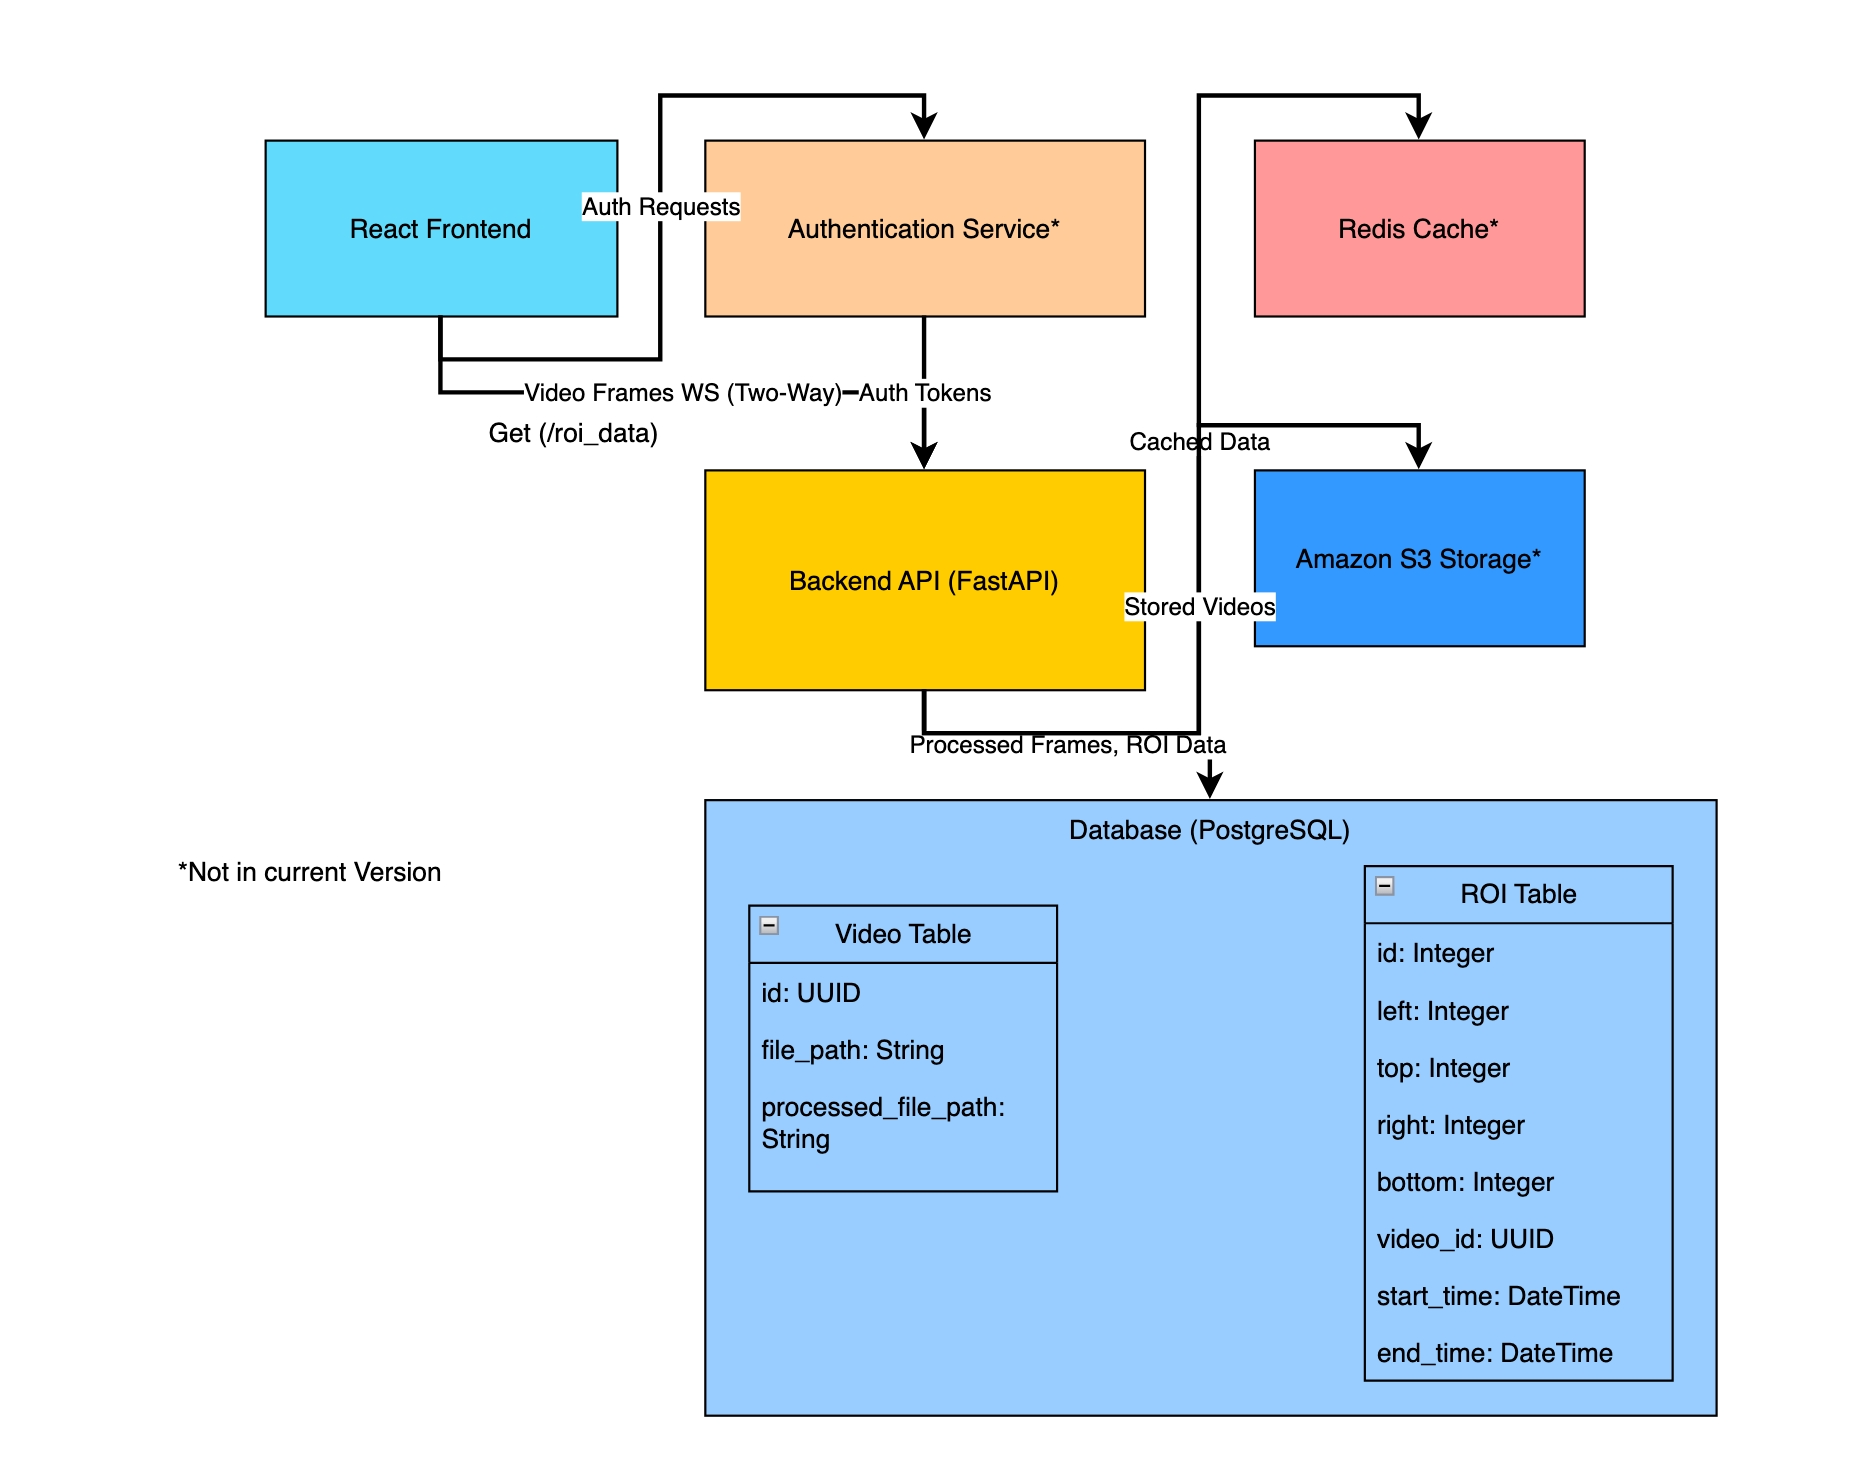 React Frontend
Auth Requests
Authentication Service*
Redis Cache*
Video Frames WS (Two-Way)
Auth Tokens
Get (/roi_data)
Cached Data
Backend API (FastAPI)
Amazon S3 Storage*
Stored Videos
Processed Frames, ROI Data
Database (PostgreSQL)
*Not in current Version
Video Table
id: UUID
file_path: String
processed_file_path:
String
ROI Table
id: Integer
left: Integer
top: Integer
right: Integer
bottom: Integer
video_id: UUID
start_time: DateTime
end_time: DateTime